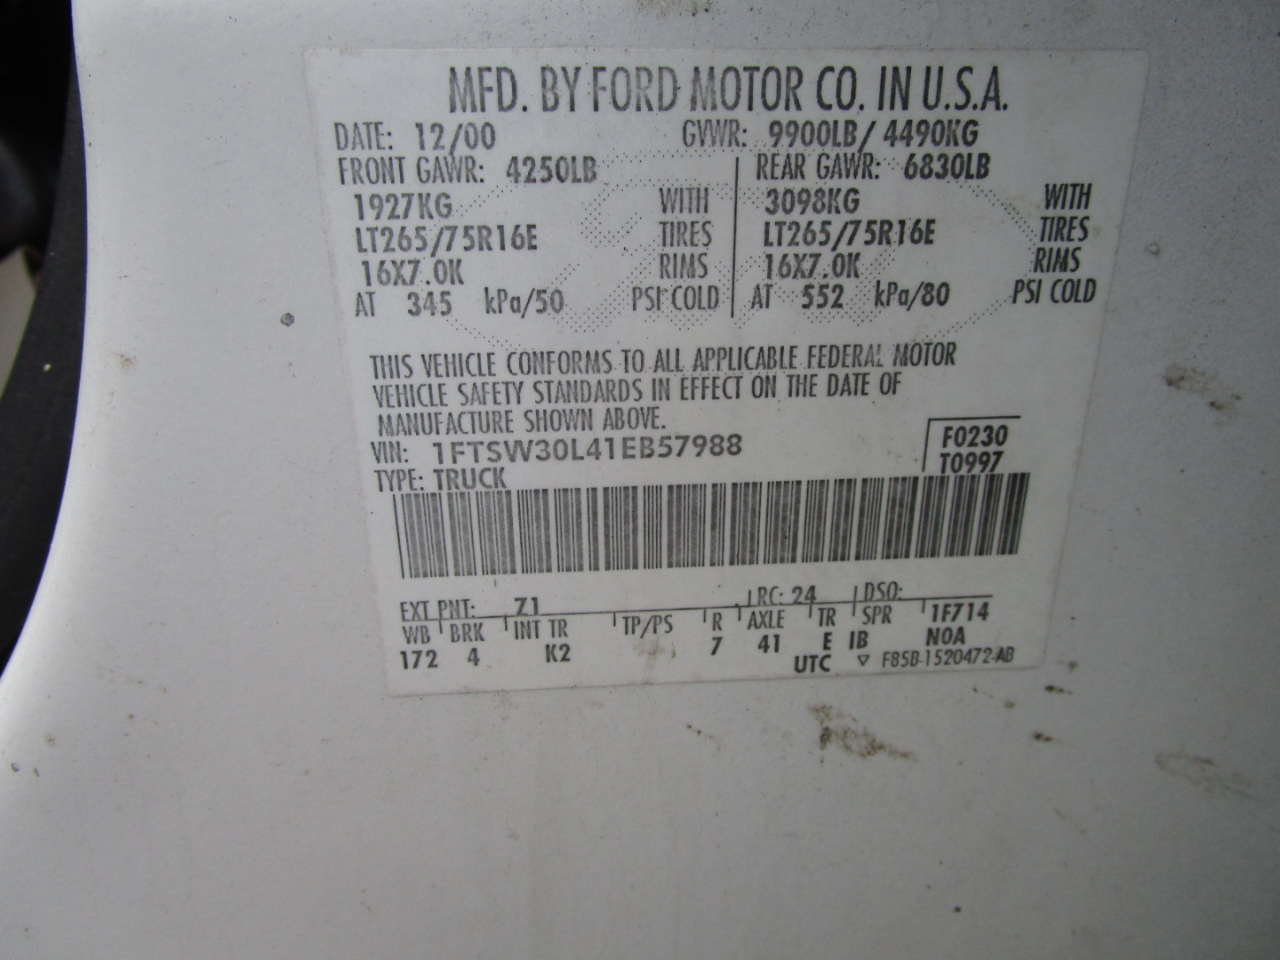 MFD. BY FORD MOTOR CO. IN U.S.A.
DATE: 12/00 GVWR: 9900LB/ 4490KG
FRONT GAWR: 4250LB REAR GAWR: 6830LB
1927KG WITH 3098KG WITH
LT265/75R16E TIRES LT265/75R16E TIRES
16X7.0K RIMS 16X7.0K RIMS
AT 345 kPa/50 PSI COLD AT 552 kPa/80 PSI COLD
THIS VEHICLE CONFORMS TO ALL APPLICABLE FEDERAL MOTOR
VEHICLE SAFETY STANDARDS IN EFFECT ON THE DATE OF
MANUFACTURE SHOWN ABOVE.
VIN: 1FTSW30L41EB57988 F0230
TYPE: TRUCK T0997
EXT PNT: Z1 RC: 24 DSO:
WB BRK INT TR TP/PS R AXLE TR SPR 1F714
172 4 K2 7 41 E IB N0A
UTC ▽ F85B-1520472-AB